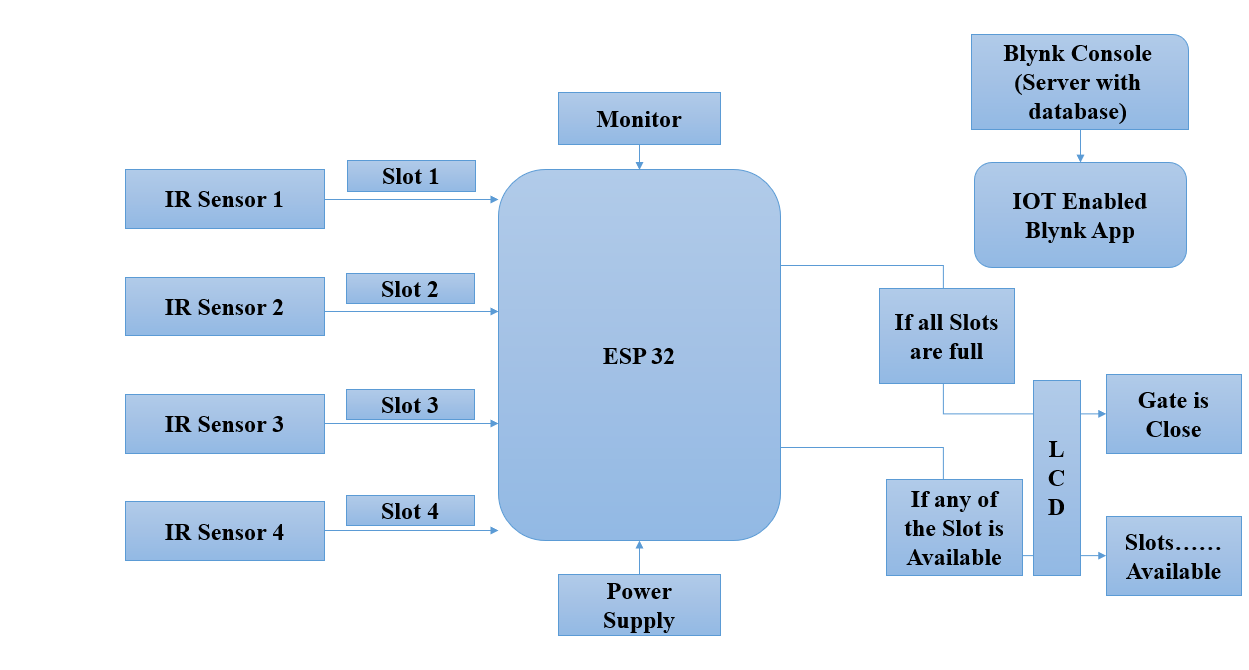 Blynk Console
(Server with
database)
Monitor
IOT Enabled
Blynk App
IR Sensor 1
Slot 1
IR Sensor 2
Slot 2
ESP 32
If all Slots
are full
IR Sensor 3
Slot 3
L
C
D
Gate is
Close
IR Sensor 4
Slot 4
If any of
the Slot is
Available
Slots……
Available
Power
Supply